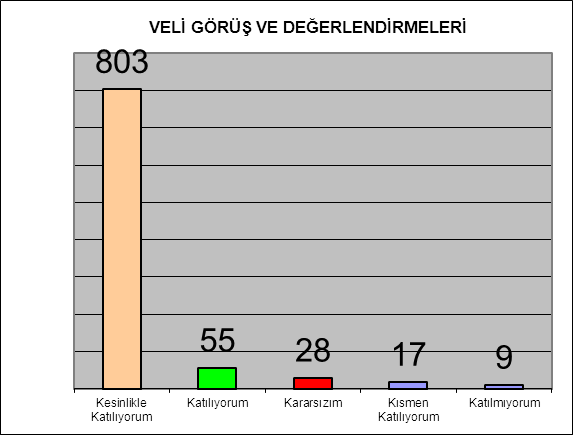 VELİ GÖRÜŞ VE DEĞERLENDİRMELERİ
803
55
28
17
9
Kesinlikle
Katılıyorum
Katılıyorum
Kararsızım
Kısmen
Katılıyorum
Katılmıyorum